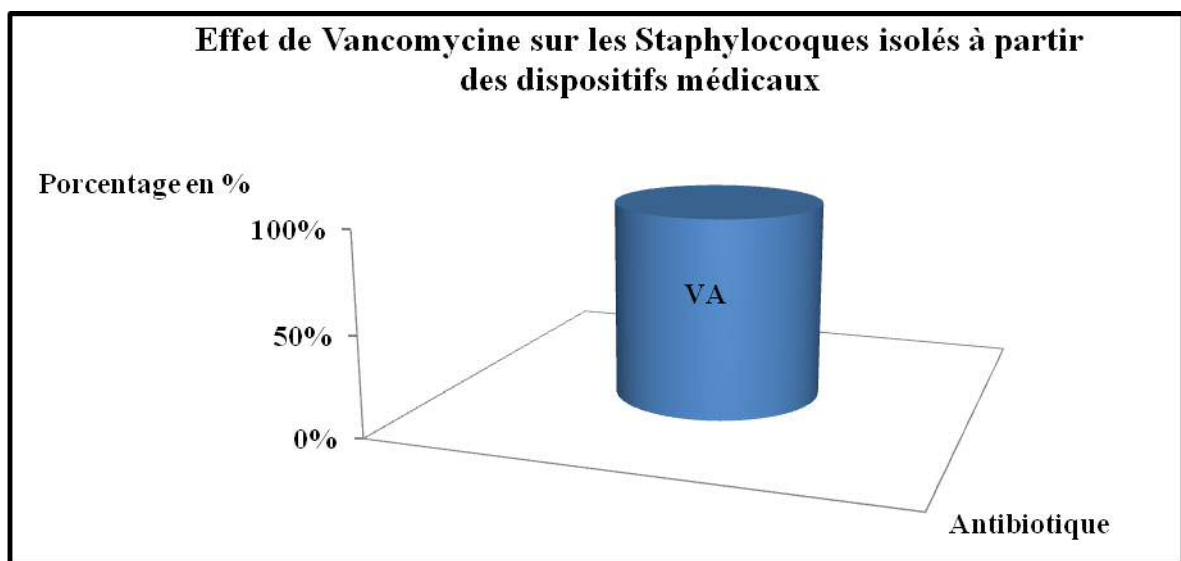 Effet de Vancomycine sur les Staphylocoques isolés à partir
des dispositifs médicaux
Porcentage en %
100%
50%
0%
VA
Antibiotique